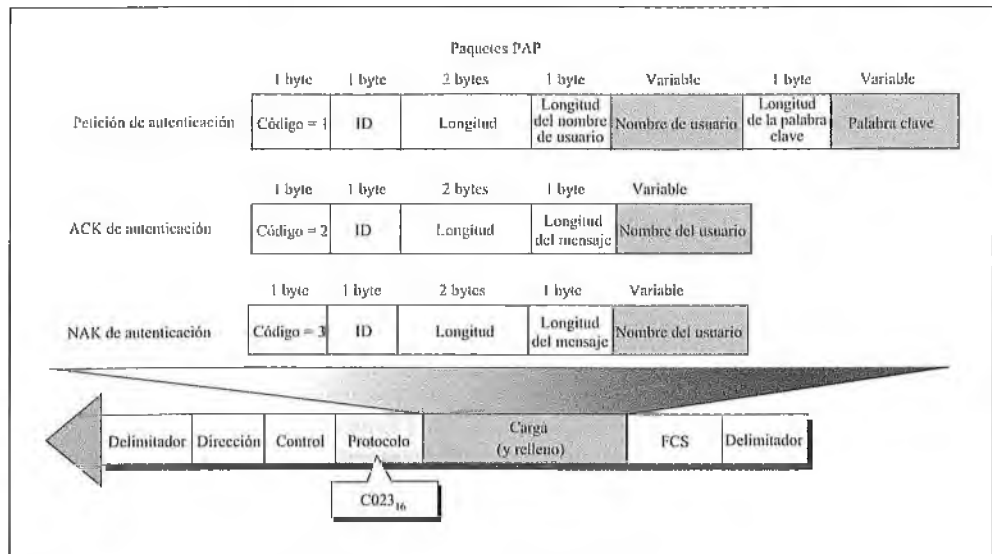 Paquetes PAP
1 byte 1 byte 2 bytes 1 byte Variable 1 byte Variable
Petición de autenticación
Código = 1
ID
Longitud
Longitud
del nombre
de usuario
Nombre de usuario
Longitud
de la palabra
clave
Palabra clave
1 byte 1 byte 2 bytes 1 byte Variable
ACK de autenticación
Código = 2
ID
Longitud
Longitud
del mensaje
Nombre del usuario
1 byte 1 byte 2 bytes 1 byte Variable
NAK de autenticación
Código = 3
ID
Longitud
Longitud
del mensaje
Nombre del usuario
Delimitador
Dirección
Control
Protocolo
Carga
(y relleno)
FCS
Delimitador
C023₁₆